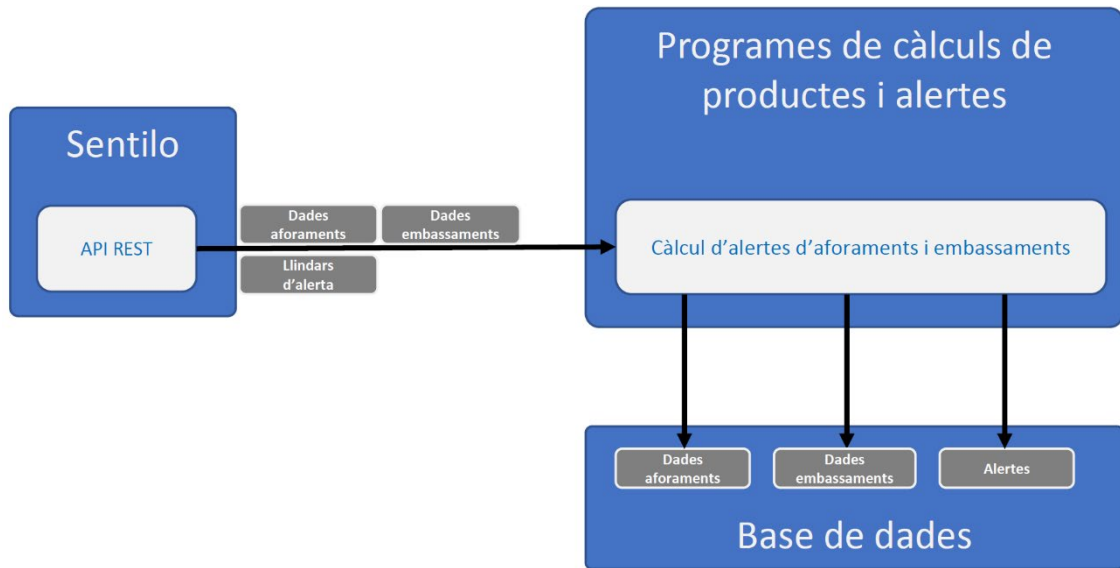 Programes de càlculs de
productes i alertes
Sentilo
API REST
Dades
aforaments
Dades
embassaments
Llindars
d’alerta
Càlcul d’alertes d’aforaments i embassaments
Dades
aforaments
Dades
embassaments
Alertes
Base de dades